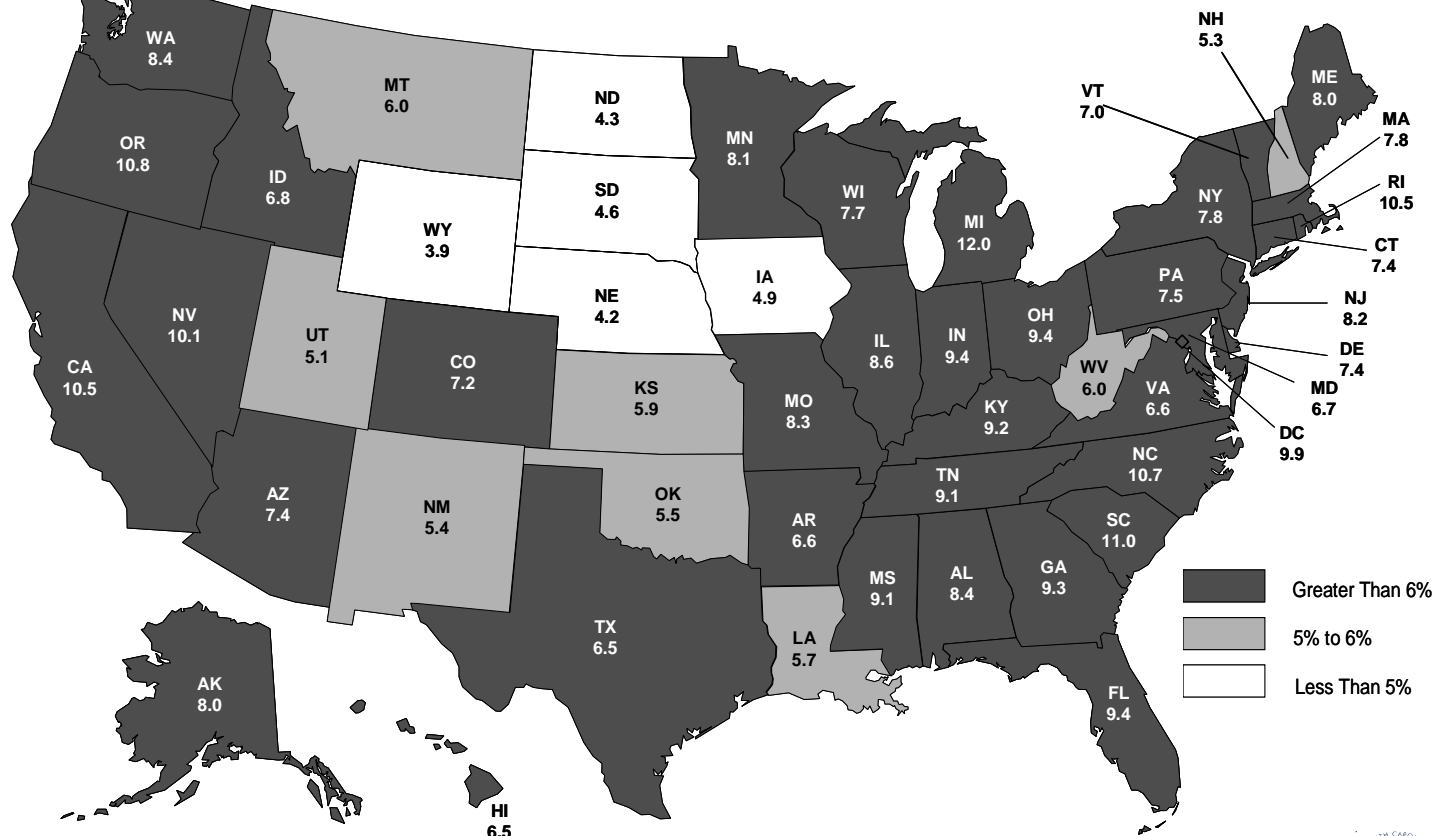 NH
5.3
WA
8.4
MT
6.0
ND
4.3
VT
7.0
ME
8.0
MA
7.8
OR
10.8
MN
8.1
ID
6.8
SD
4.6
WI
7.7
RI
10.5
NY
7.8
MI
12.0
WY
3.9
CT
7.4
IA
4.9
PA
7.5
NE
4.2
NJ
8.2
NV
10.1
UT
5.1
OH
9.4
IL
8.6
IN
9.4
DE
7.4
CA
10.5
CO
7.2
WV
6.0
MD
6.7
KS
5.9
VA
6.6
MO
8.3
KY
9.2
DC
9.9
NC
10.7
TN
9.1
AZ
7.4
NM
5.4
OK
5.5
AR
6.6
SC
11.0
MS
9.1
AL
8.4
GA
9.3
Greater Than 6%
TX
6.5
LA
5.7
5% to 6%
AK
8.0
Less Than 5%
FL
9.4
HI
6.5